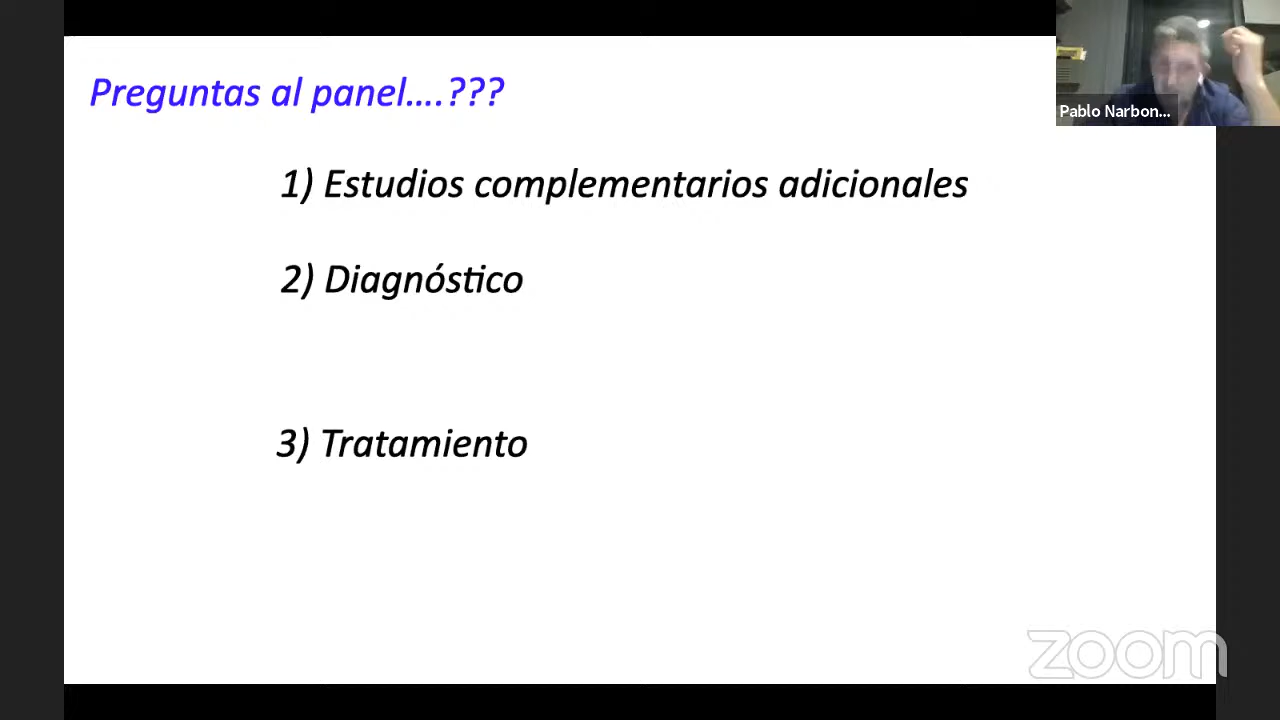 Preguntas al panel....???
Pablo Narbon...
1) Estudios complementarios adicionales
2) Diagnóstico
3) Tratamiento
zoom